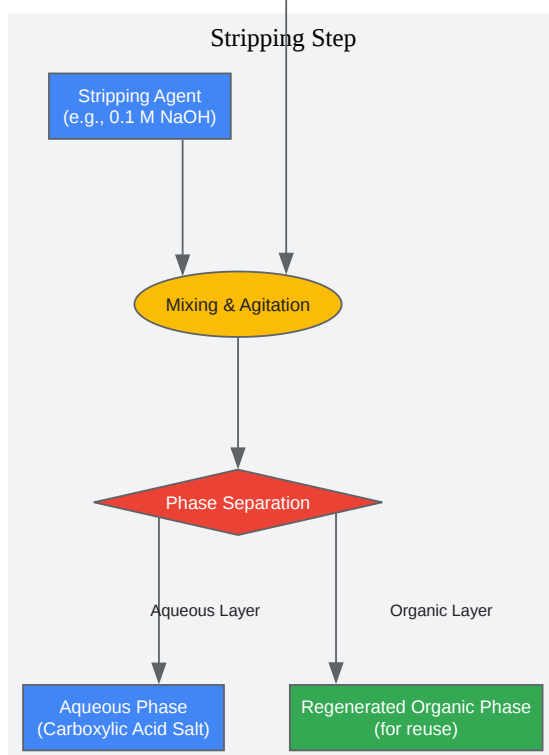 Stripping Step
Stripping Agent
(e.g., 0.1 M NaOH)
Mixing & Agitation
Phase Separation
Aqueous Layer
Organic Layer
Aqueous Phase
(Carboxylic Acid Salt)
Regenerated Organic Phase
(for reuse)